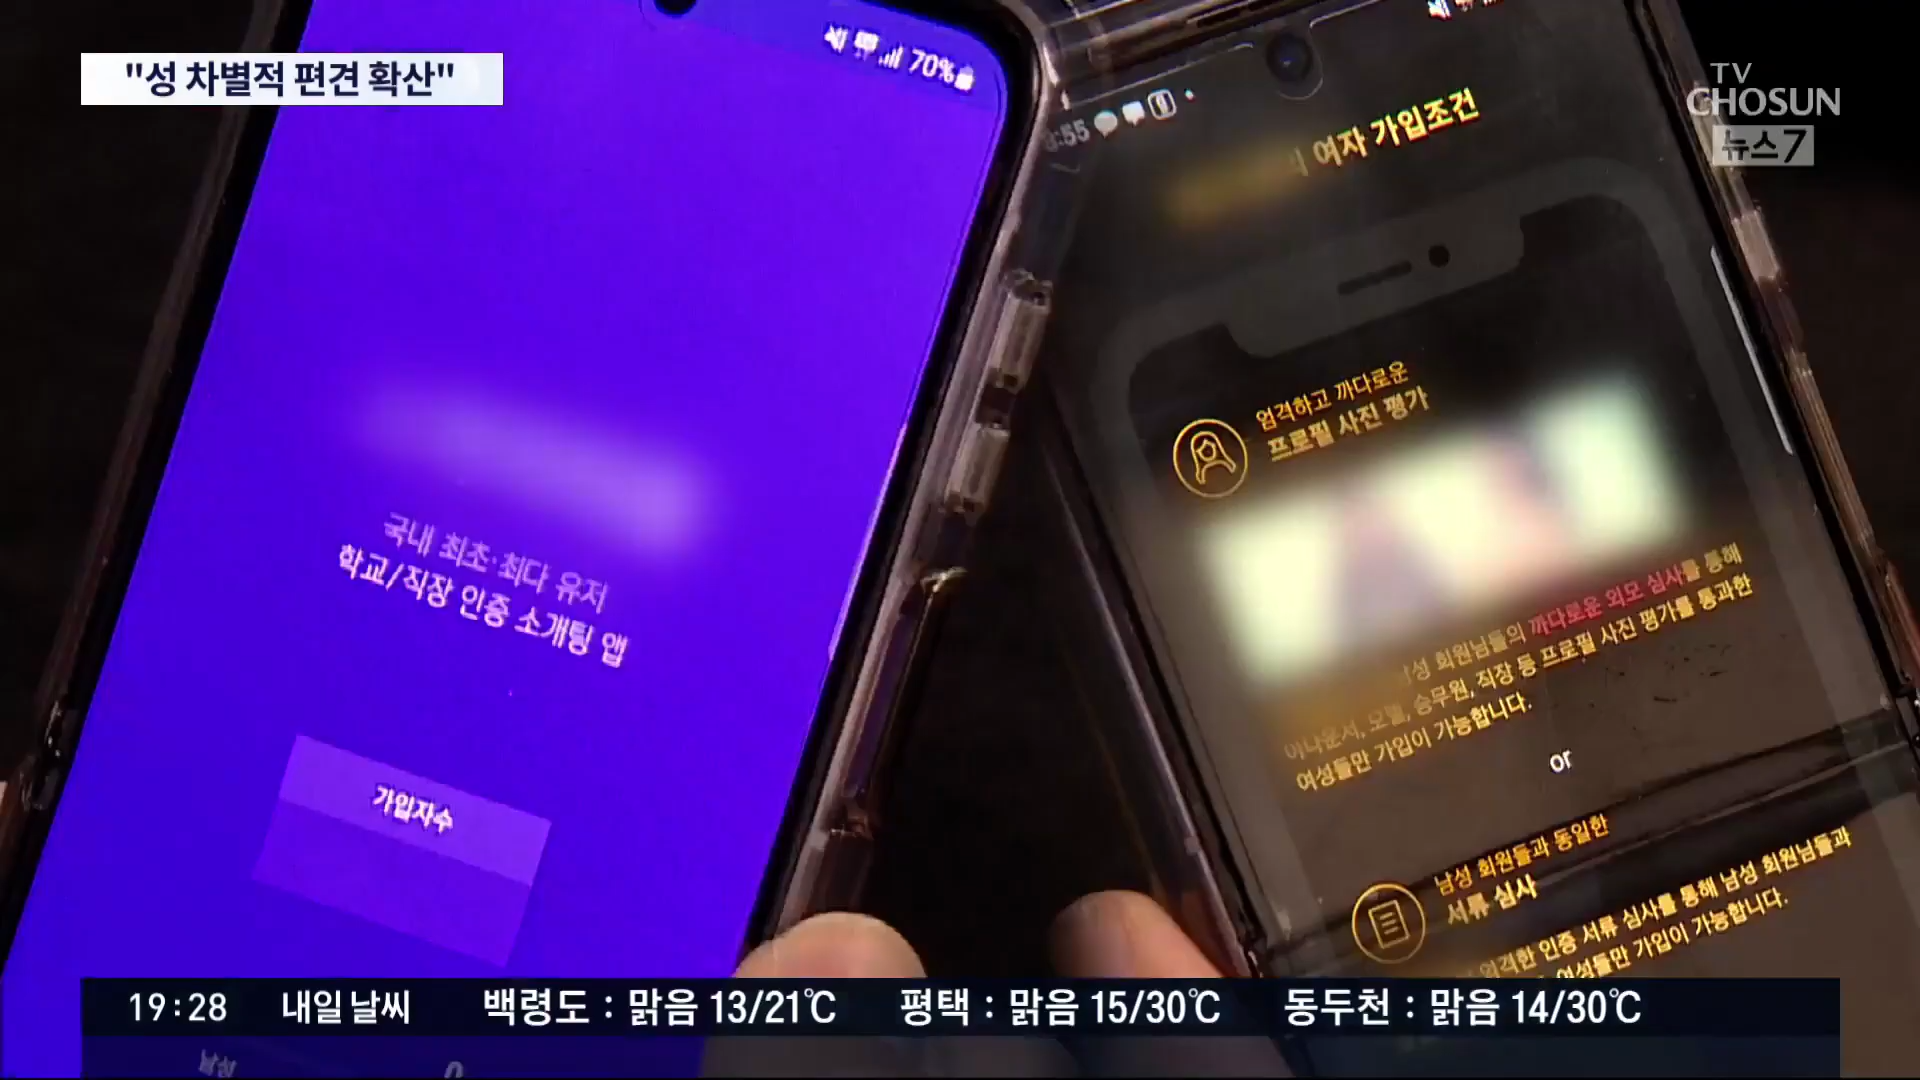 "성 차별적 편견 확산"
TV
CHOSUN
뉴스7
70%
:55
여자 가입조건
엄격하고 까다로운
프로필 사진 평가
국내 최초·최다 유저
학교/직장 인증 소개팅 앱
가입자수
회원님들의 까다로운 외모 심사를 통해
아나운서, 모델, 승무원, 직장 등 프로필 사진 평가를 통과한
여성들만 가입이 가능합니다.
or
남성 회원들과 동일한
서류 심사
엄격한 인증 서류 심사를 통해 남성 회원님들과
여성들만 가입이 가능합니다.
19:28 내일 날씨 백령도 : 맑음 13/21℃ 평택 : 맑음 15/30℃ 동두천 : 맑음 14/30℃